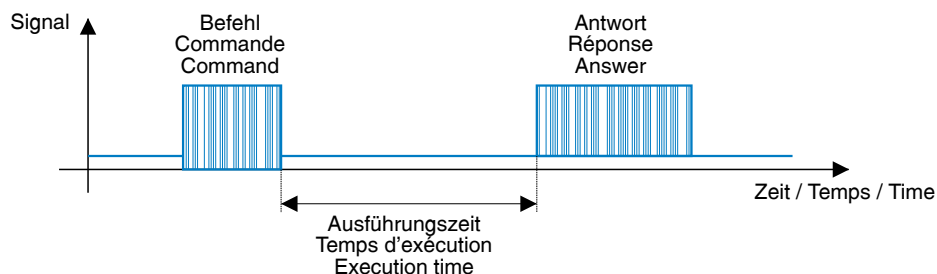 Signal
Befehl
Commande
Command
Antwort
Réponse
Answer
Zeit / Temps / Time
Ausführungszeit
Temps d'exécution
Execution time